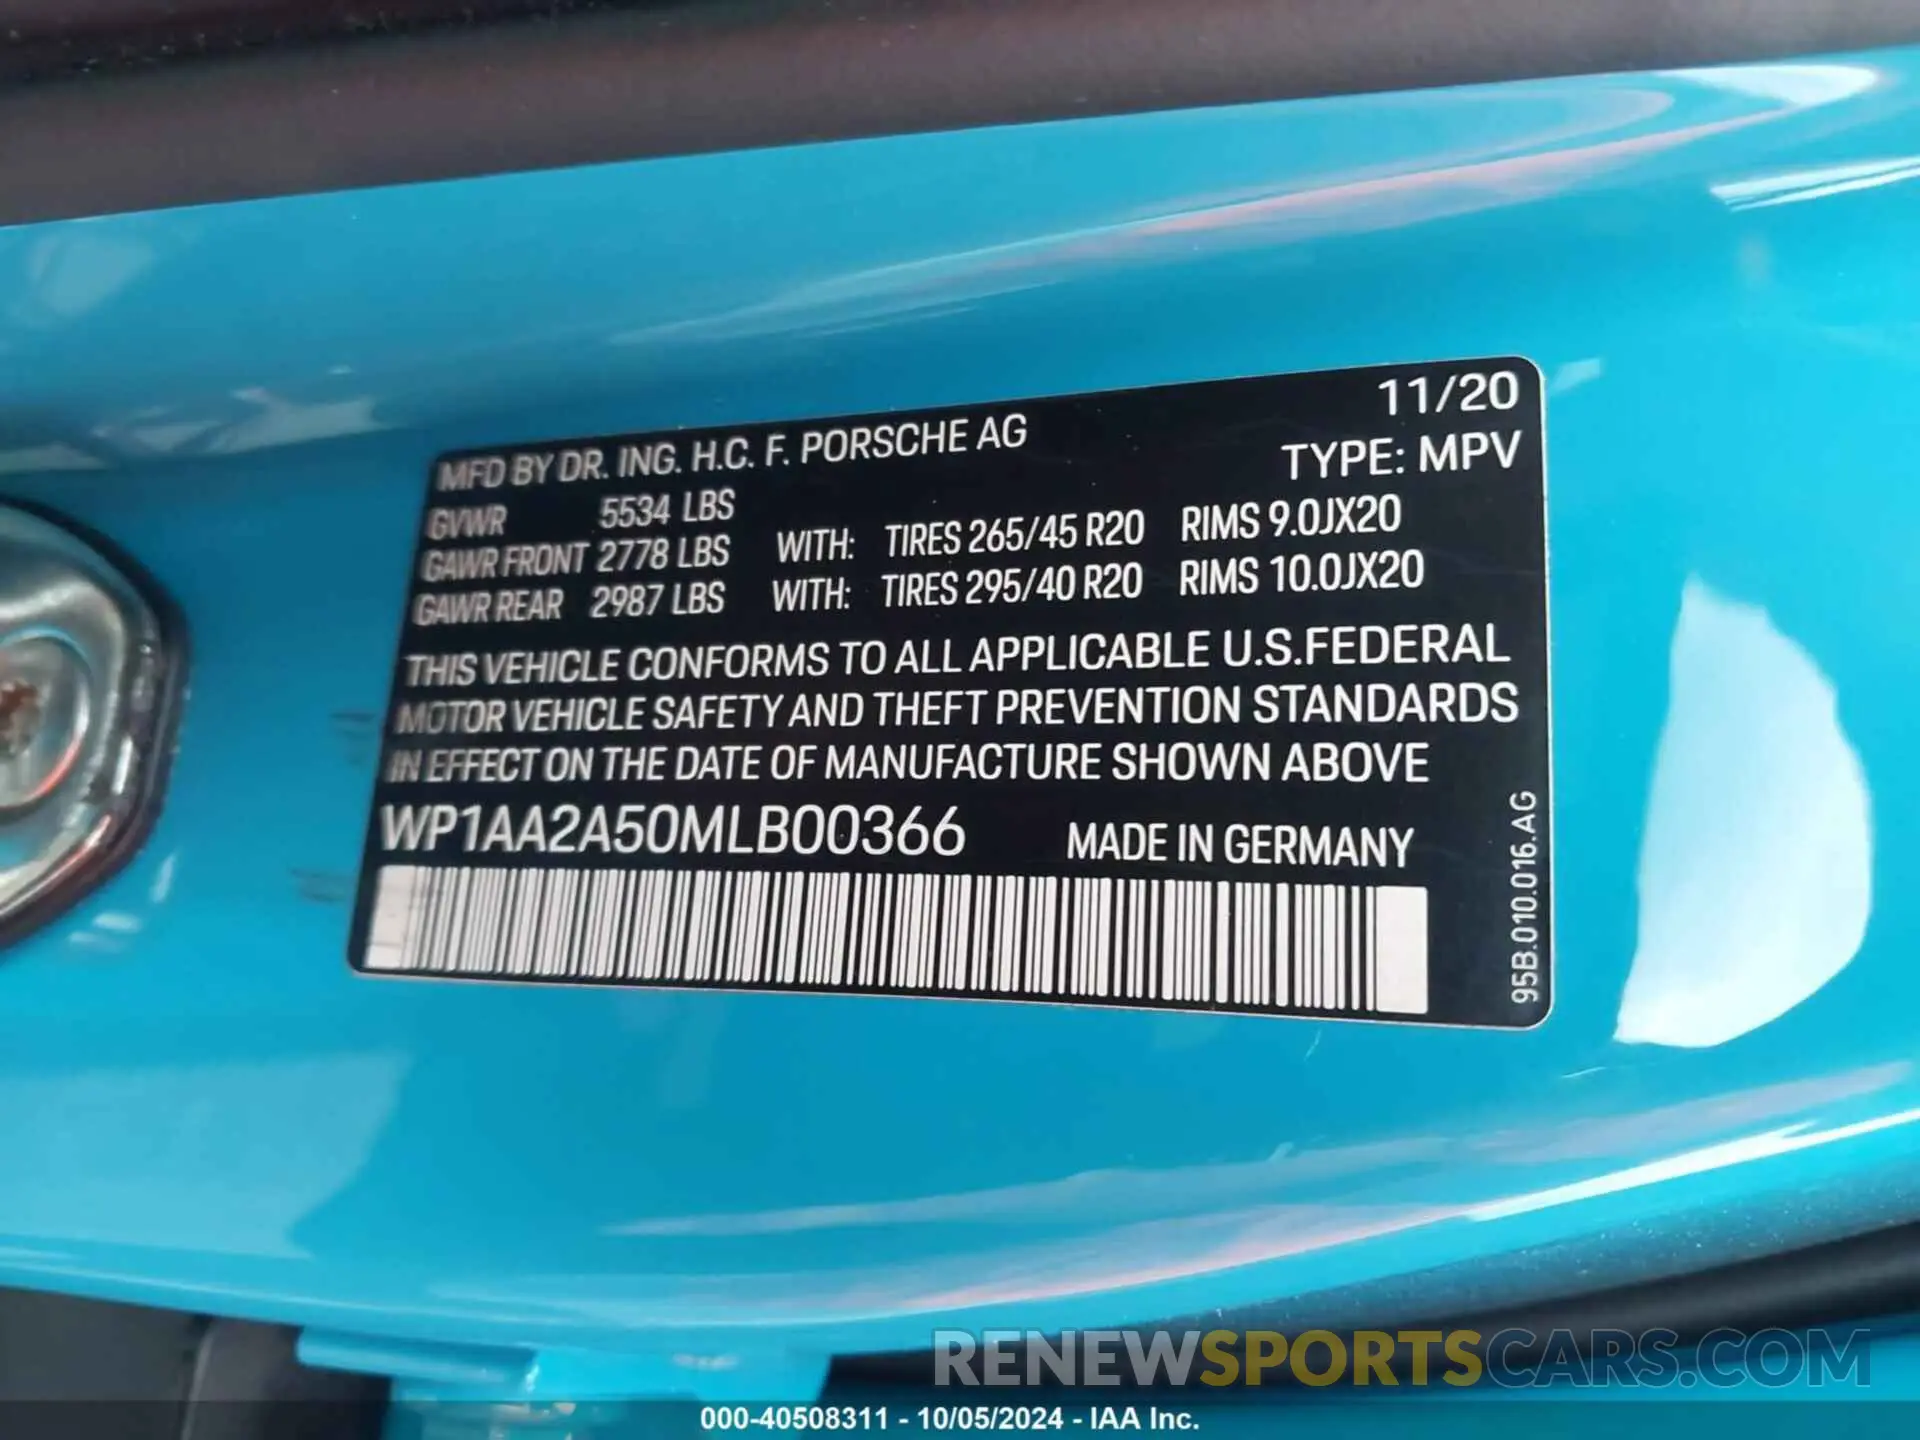 11/20
MFD BY DR. ING. H.C. F. PORSCHE AG
TYPE: MPV
GVWR 5534 LBS
GAWR FRONT 2778 LBS WITH: TIRES 265/45 R20 RIMS 9.0JX20
GAWR REAR 2987 LBS WITH: TIRES 295/40 R20 RIMS 10.0JX20
THIS VEHICLE CONFORMS TO ALL APPLICABLE U.S.FEDERAL
MOTOR VEHICLE SAFETY AND THEFT PREVENTION STANDARDS
IN EFFECT ON THE DATE OF MANUFACTURE SHOWN ABOVE
WP1AA2A50MLB00366 MADE IN GERMANY
95B.010.016.AG
RENEWSPORTSCARS.COM
000-40508311 - 10/05/2024 - IAA Inc.